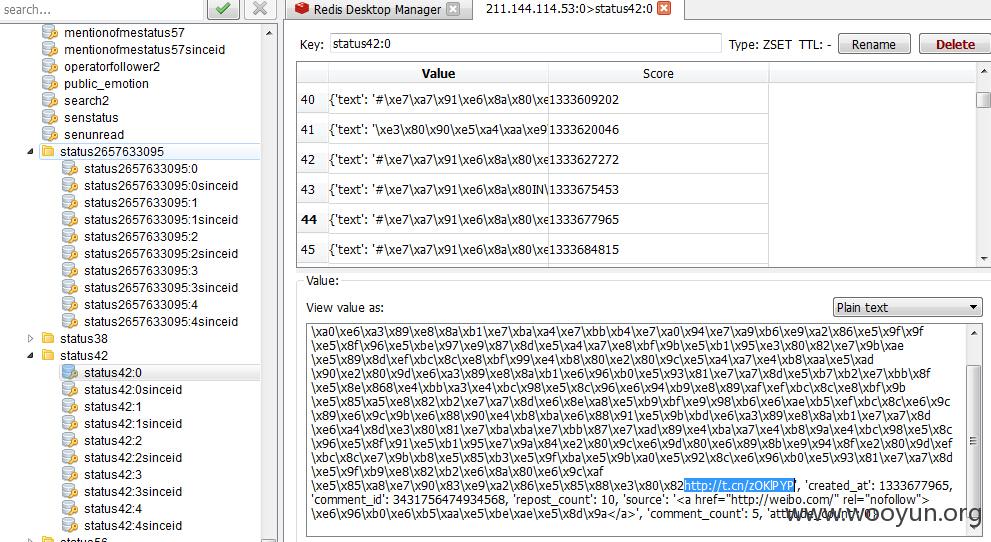 search...
Redis Desktop Manager
211.144.114.53:0>status42:0
mentionofmestatus57
mentionofmestatus57sinceid
operatorfollower2
public_emotion
search2
senstatus
senunread
status2657633095
status2657633095:0
status2657633095:0sinceid
status2657633095:1
status2657633095:1sinceid
status2657633095:2
status2657633095:2sinceid
status2657633095:3
status2657633095:3sinceid
status2657633095:4
status2657633095:4sinceid
status38
status42
status42:0
status42:0sinceid
status42:1
status42:1sinceid
status42:2
status42:2sinceid
status42:3
status42:3sinceid
status42:4
status42:4sinceid
status56
Key: status42:0 Type: ZSET TTL: - Rename Delete
Value Score
40 {'text': '#\xe7\xa7\x91\xe6\x8a\x80\xe 1333609202
41 {'text': '\xe3\x80\x90\xe5\xa4\xaa\xe9 1333620046
42 {'text': '#\xe7\xa7\x91\xe6\x8a\x80\xe 1333627272
43 {'text': '#\xe7\xa7\x91\xe6\x8a\x80IN\ 1333675453
44 {'text': '#\xe7\xa7\x91\xe6\x8a\x80\xe 1333677965
45 {'text': '#\xe7\xa7\x91\xe6\x8a\x80\xe 1333684815
Value:
View value as: Plain text
\xa0\xe6\xa3\x89\xe8\x8a\xb1\xe7\xba\xa4\xe7\xbb\xb4\xe7\xa0\x94\xe7\xa9\xb6\xe9\xa2\x86\xe5\x9f\x9f
\xe5\x8f\x96\xe5\xbe\x97\xe9\x87\x8d\xe5\xa4\xa7\xe8\xbf\x9b\xe5\xb1\x95\xe3\x80\x82\xe7\x9b\xae
\xe5\x89\x8d\xef\xbc\x8c\xe8\xbf\x99\xe4\xb8\x80\xe2\x80\x9c\xe5\xa4\xa7\xe4\xb8\xaa\xe5\xad
\x90\xe2\x80\x9d\xe6\xa3\x89\xe8\x8a\xb1\xe6\x96\xb0\xe5\x93\x81\xe7\xa7\x8d\xe5\xb7\xb2\xe7\xbb\x8f
\xe5\x8e\x868\xe4\xbb\xa3\xe4\xbc\x98\xe5\x8c\x96\xe6\x94\xb9\xe8\x89\xaf\xef\xbc\x8c\xe8\xbf\x9b
\xe5\x85\xa5\xe8\x82\xb2\xe7\xa7\x8d\xe6\x8e\xa8\xe5\xb9\xbf\xe9\x98\xb6\xe6\xae\xb5\xef\xbc\x8c\xe6\x9c
\x89\xe6\x9c\x9b\xe6\x88\x90\xe4\xb8\xba\xe6\x88\x91\xe5\x9b\xbd\xe6\xa3\x89\xe8\x8a\xb1\xe7\xa7\x8d
\xe6\xa4\x8d\xe3\x80\x81\xe7\xba\xba\xe7\xbb\x87\xe7\xad\x89\xe4\xba\xa7\xe4\xb8\x9a\xe4\xbc\x98\xe5\x8c
\x96\xe5\x8f\x91\xe5\xb1\x95\xe7\x9a\x84\xe2\x80\x9c\xe6\x9d\x80\xe6\x89\x8b\xe9\x94\x8f\xe2\x80\x9d\xef
\xbc\x8c\xe7\x9b\xb8\xe5\x85\xb3\xe7\x9f\xba\xe5\x9b\xa0\xe5\x92\x8c\xe6\x96\xb0\xe5\x93\x81\xe7\xa7\x8d
\xe5\x9f\xb9\xe8\x82\xb2\xe6\x8a\x80\xe6\x9c\xaf
\xe5\x85\xa8\x7\x90\x83\xe9\xa2\x86\xe5\x85\x88\xe3\x80\x82http://t.cn/zOKlPYP', 'created_at': 1333677965,
'comment_id': 3431756474934568, 'repost_count': 10, 'source': '<a href="http://weibo.com/" rel="nofollow">
\xe6\x96\xb0\xe6\xb5\xaa\xe5\xbe\xae\xe5\x8d\x9a</a>', 'comment_count': 5, 'attitude_count': 0}
www.wooyun.org